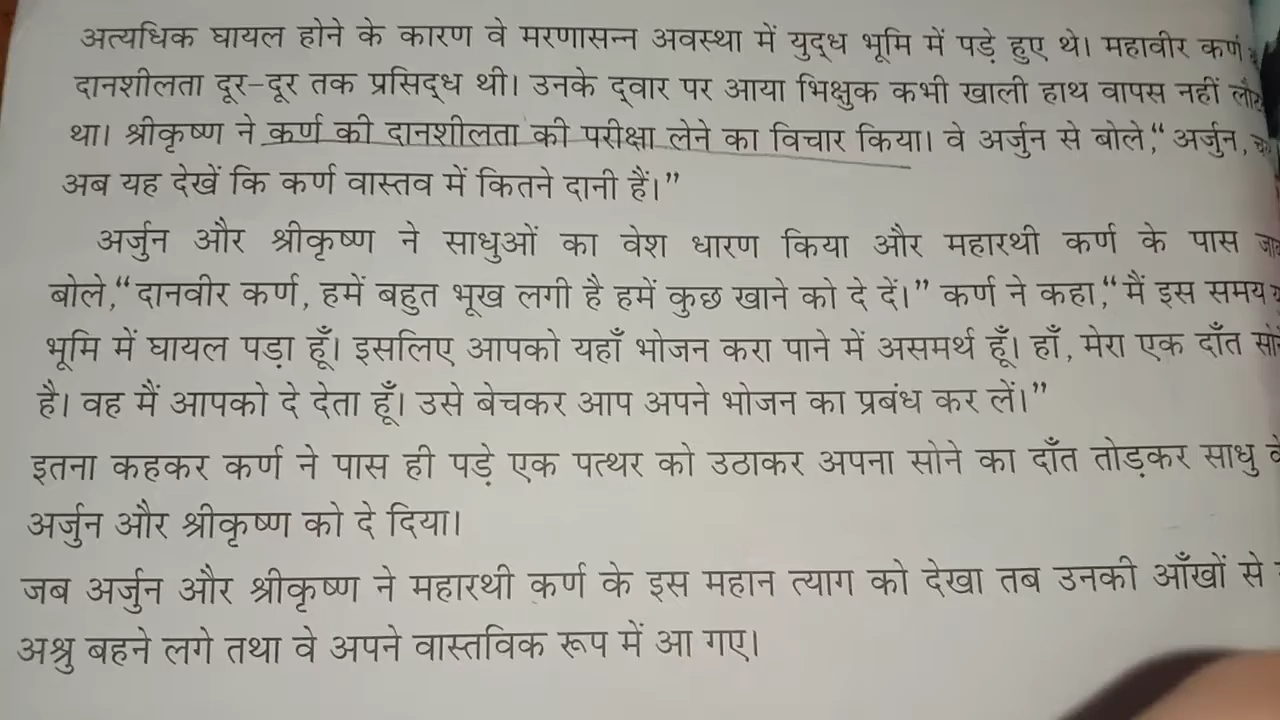 अत्यधिक घायल होने के कारण वे मरणासन्न अवस्था में युद्ध भूमि में पड़े हुए थे। महावीर कर्ण
दानशीलता दूर-दूर तक प्रसिद्ध थी। उनके द्वार पर आया भिक्षुक कभी खाली हाथ वापस नहीं
था। श्रीकृष्ण ने कर्ण की दानशीलता की परीक्षा लेने का विचार किया। वे अर्जुन से बोले,“ अर्जुन,
अब यह देखें कि कर्ण वास्तव में कितने दानी हैं।”
अर्जुन और श्रीकृष्ण ने साधुओं का वेश धारण किया और महारथी कर्ण के पास
बोले,“दानवीर कर्ण, हमें बहुत भूख लगी है हमें कुछ खाने को दे दें।” कर्ण ने कहा,“मैं इस समय
भूमि में घायल पड़ा हूँ। इसलिए आपको यहाँ भोजन करा पाने में असमर्थ हूँ। हाँ, मेरा एक दाँत
है। वह मैं आपको दे देता हूँ। उसे बेचकर आप अपने भोजन का प्रबंध कर लें।”
इतना कहकर कर्ण ने पास ही पड़े एक पत्थर को उठाकर अपना सोने का दाँत तोड़कर साधु
अर्जुन और श्रीकृष्ण को दे दिया।
जब अर्जुन और श्रीकृष्ण ने महारथी कर्ण के इस महान त्याग को देखा तब उनकी आँखों से
अश्रु बहने लगे तथा वे अपने वास्तविक रूप में आ गए।